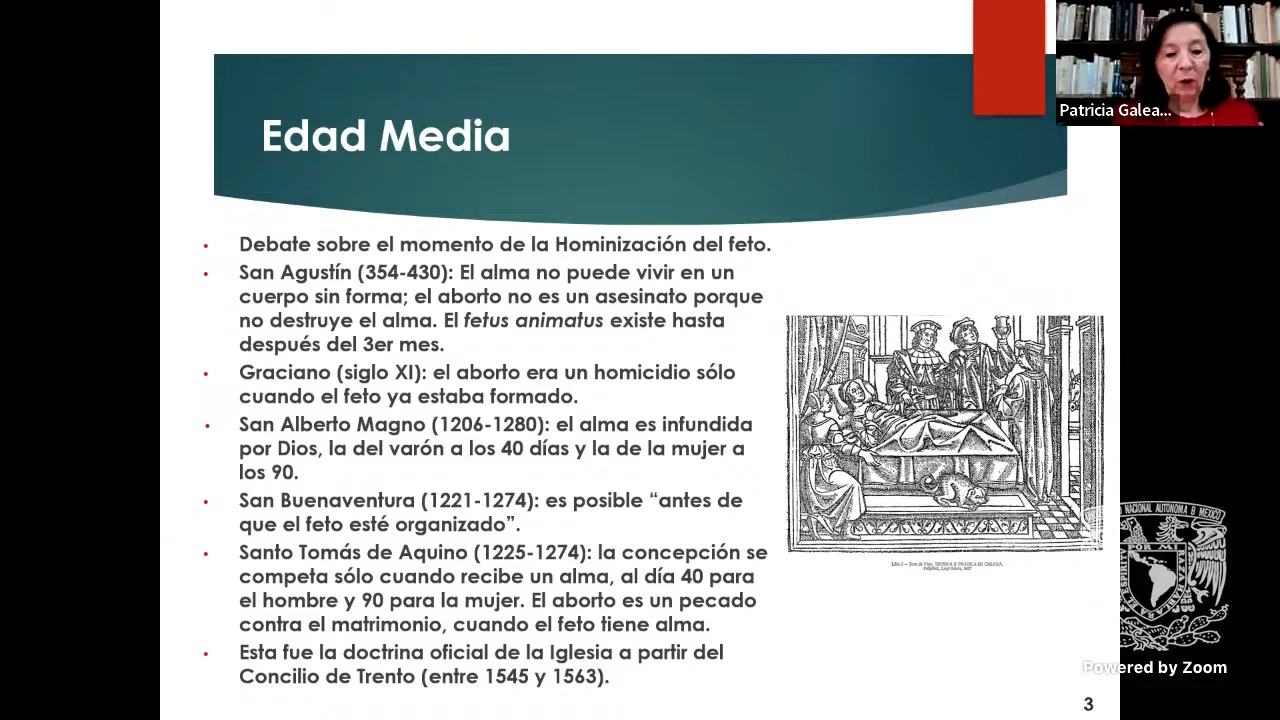 Patricia Galea...
Edad Media
• Debate sobre el momento de la Hominización del feto.
• San Agustín (354-430): El alma no puede vivir en un
cuerpo sin forma; el aborto no es un asesinato porque
no destruye el alma. El fetus animatus existe hasta
después del 3er mes.
• Graciano (siglo XI): el aborto era un homicidio sólo
cuando el feto ya estaba formado.
• San Alberto Magno (1206-1280): el alma es infundida
por Dios, la del varón a los 40 días y la de la mujer a
los 90.
• San Buenaventura (1221-1274): es posible “antes de
que el feto esté organizado”.
• Santo Tomás de Aquino (1225-1274): la concepción se
competa sólo cuando recibe un alma, al día 40 para
el hombre y 90 para la mujer. El aborto es un pecado
contra el matrimonio, cuando el feto tiene alma.
• Esta fue la doctrina oficial de la Iglesia a partir del
Concilio de Trento (entre 1545 y 1563).
NACIONAL AUTONOMA
MEXICO
POR MI
Powered by Zoom
3